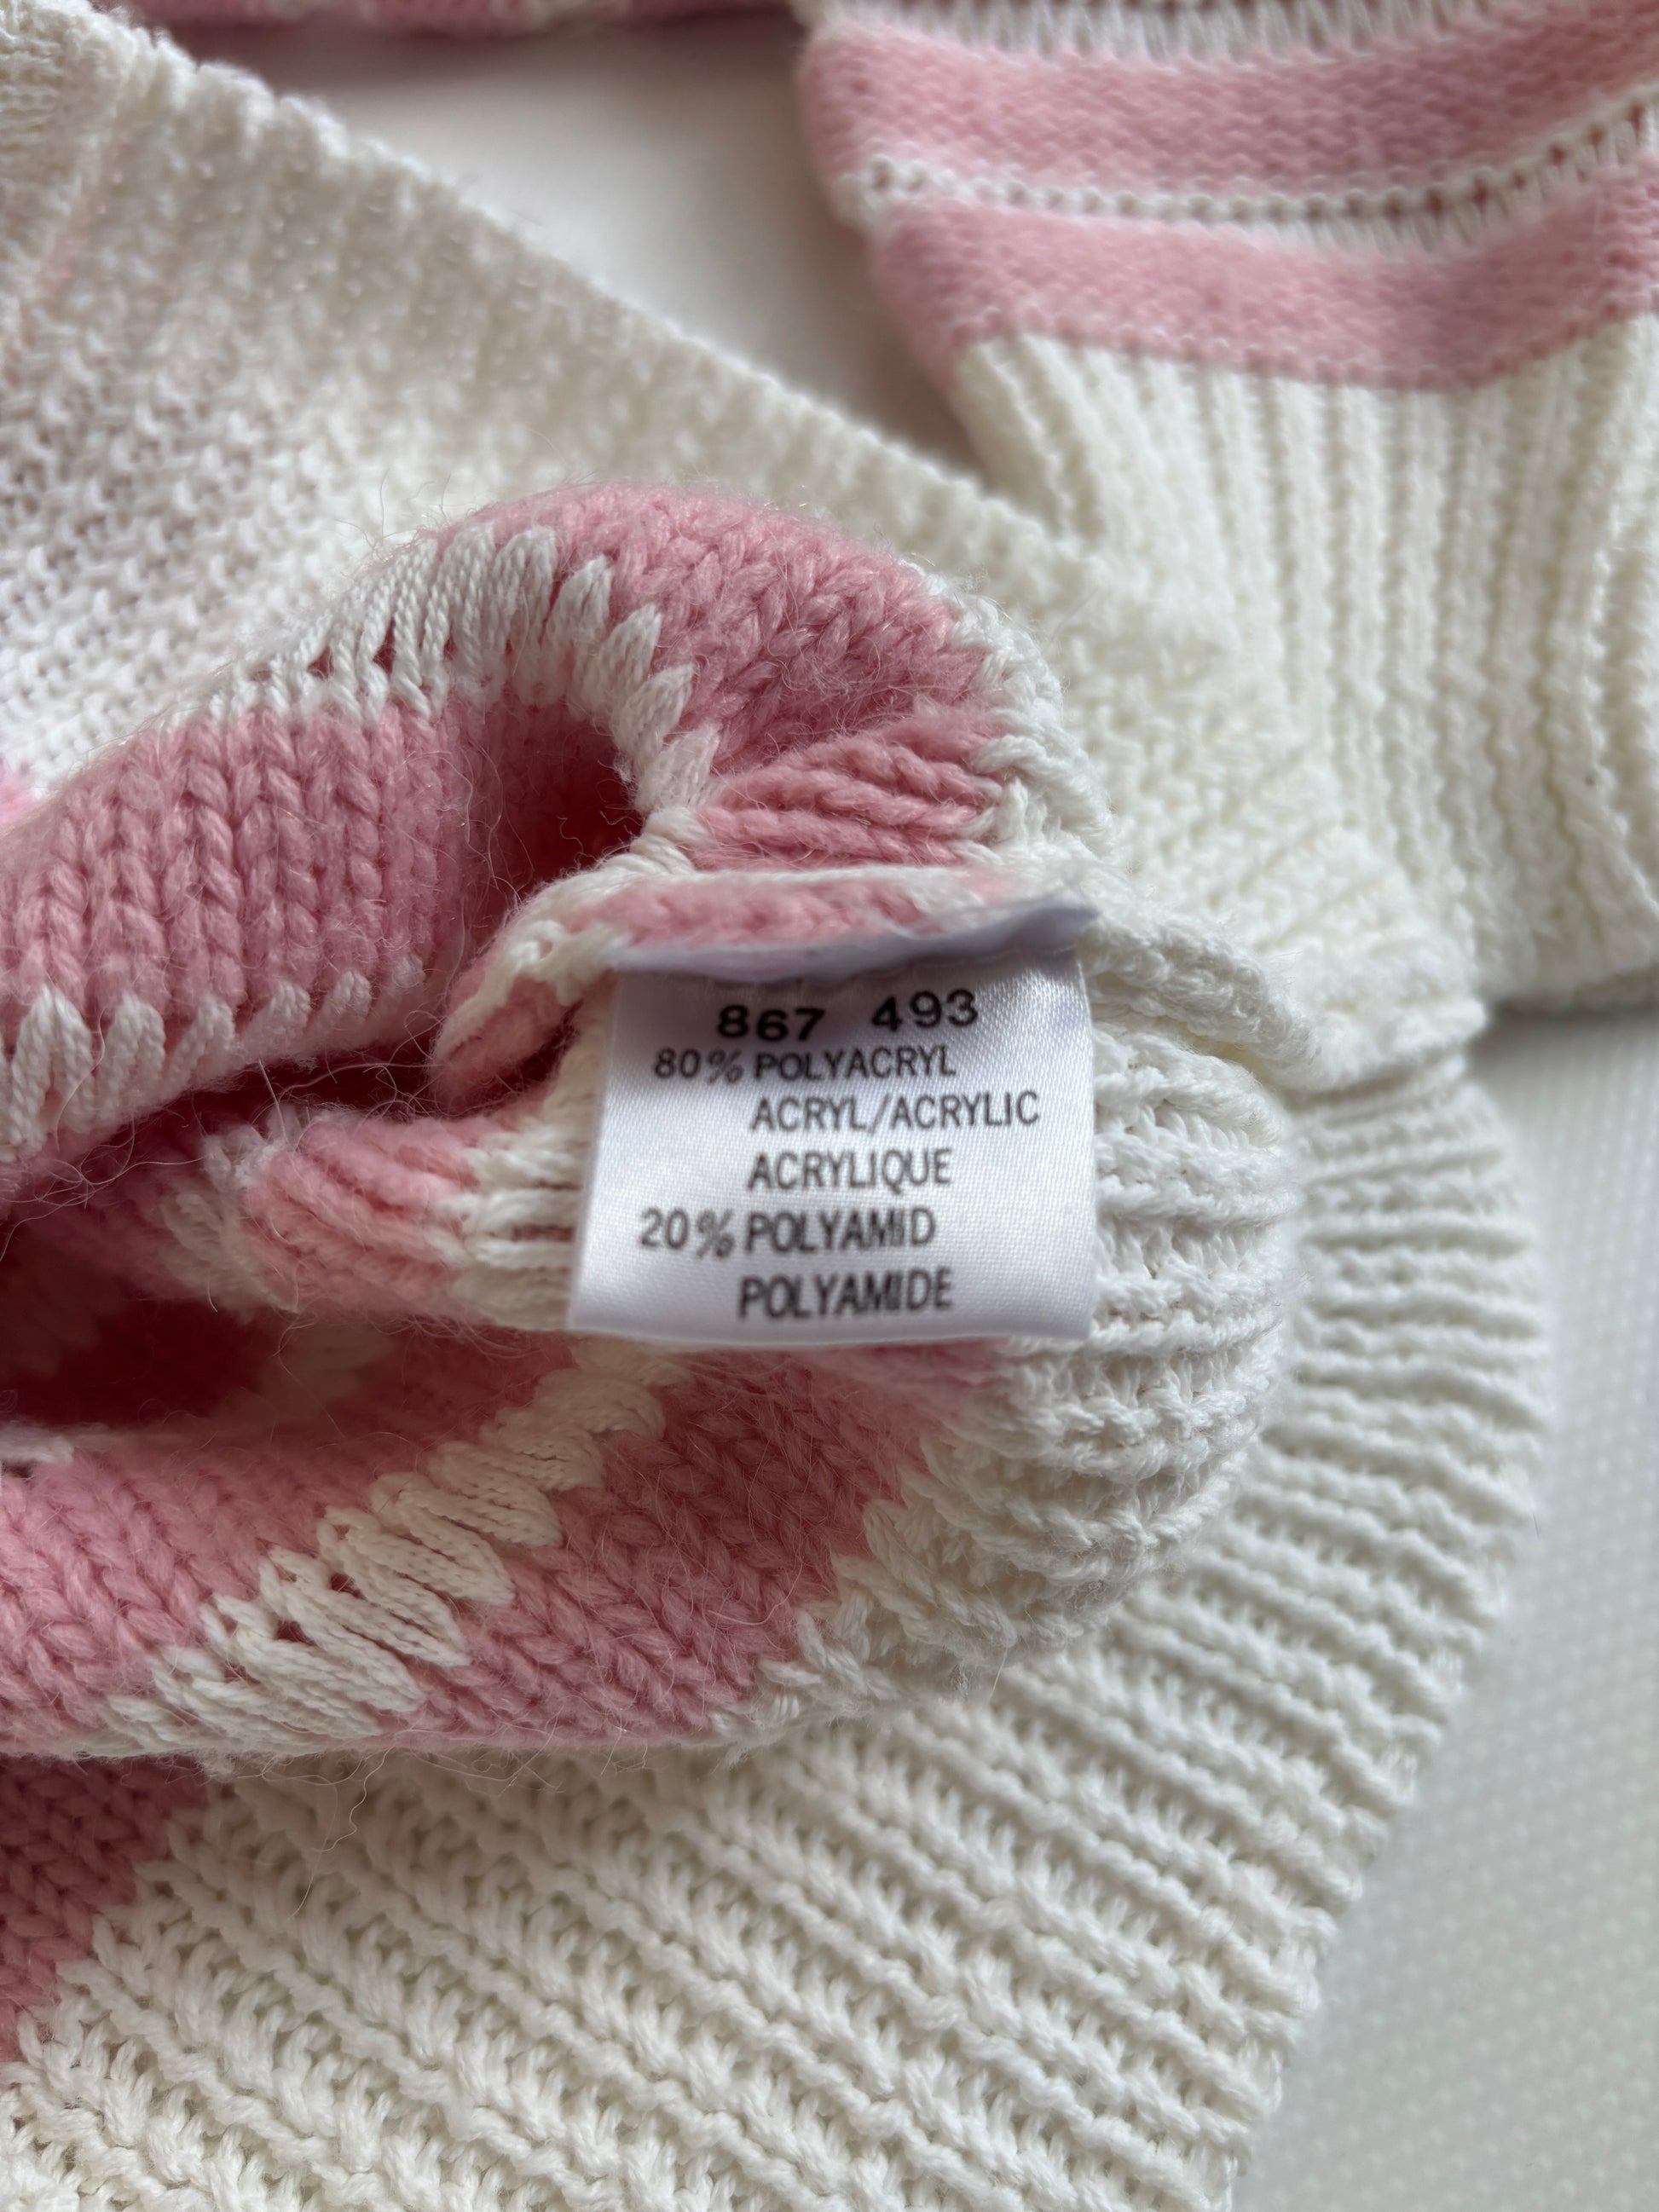 867 493
80% POLYACRYL
ACRYL/ACRYLIC
ACRYLIQUE
20% POLYAMID
POLYAMIDE